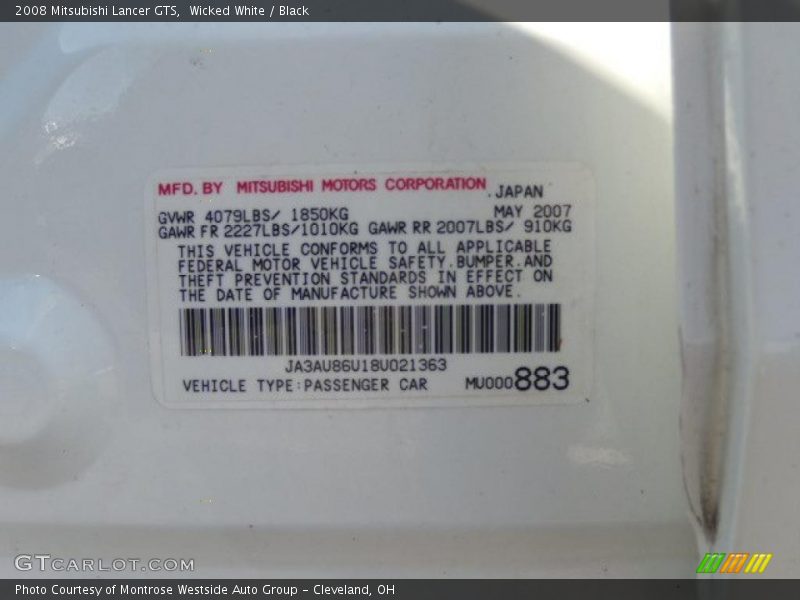 2008 Mitsubishi Lancer GTS, Wicked White / Black
MFD. BY MITSUBISHI MOTORS CORPORATION, JAPAN
GVWR 4079LBS/ 1850KG MAY 2007
GAWR FR 2227LBS/1010KG GAWR RR 2007LBS/ 910KG
THIS VEHICLE CONFORMS TO ALL APPLICABLE
FEDERAL MOTOR VEHICLE SAFETY.BUMPER.AND
THEFT PREVENTION STANDARDS IN EFFECT ON
THE DATE OF MANUFACTURE SHOWN ABOVE.
JA3AU86U18U021363
VEHICLE TYPE:PASSENGER CAR MU000883
GTCARLOT.COM
Photo Courtesy of Montrose Westside Auto Group - Cleveland, OH